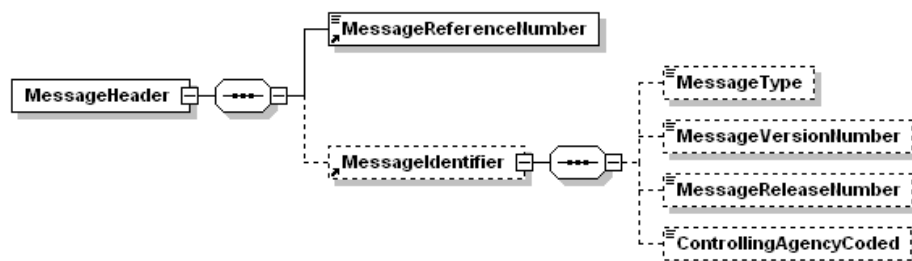 MessageReferenceNumber
MessageHeader
MessageType
MessageVersionNumber
MessageIdentifier
MessageReleaseNumber
ControllingAgencyCoded